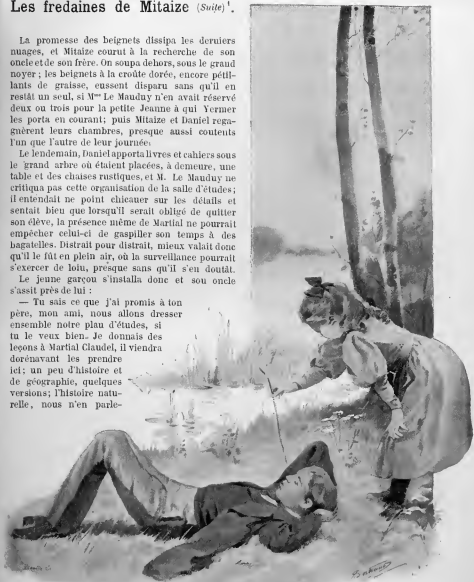 Les fredaines de Mitaize (Suite)¹.
La promesse des beignets dissipa les derniers
nuages, et Mitaize courut à la recherche de son
oncle et de son frère. On soupa dehors, sous le grand
noyer ; les beignets à la croûte dorée, encore pétil-
lants de graisse, eussent disparu sans qu'il en
restât un seul, si Mme Le Mauduy n'en avait réservé
deux ou trois pour la petite Jeanne à qui Yermer
les porta en courant ; puis Mitaize et Daniel rega-
gnèrent leurs chambres, presque aussi contents
l'un que l'autre de leur journée.
Le lendemain, Daniel apporta livres et cahiers sous
le grand arbre où étaient placées, à demeure, une
table et des chaises rustiques, et M. Le Mauduy ne
critiqua pas cette organisation de la salle d'études ;
il entendait ne point chicaner sur les détails et
sentait bien que lorsqu'il serait obligé de quitter
son élève, la présence même de Martial ne pourrait
empêcher celui-ci de gaspiller son temps à des
bagatelles. Distrait pour distrait, mieux valait donc
qu'il le fût en plein air, où la surveillance pourrait
s'exercer de loin, presque sans qu'il s'en doutât.
Le jeune garçon s'installa donc et son oncle
s'assit près de lui :
— Tu sais ce que j'ai promis à ton
père, mon ami, nous allons dresser
ensemble notre plan d'études, si
tu le veux bien. Je donnais des
leçons à Martial Claudel, il viendra
dorénavant les prendre
ici ; un peu d'histoire et
de géographie, quelques
versions ; l'histoire natu-
relle, nous n'en parle-